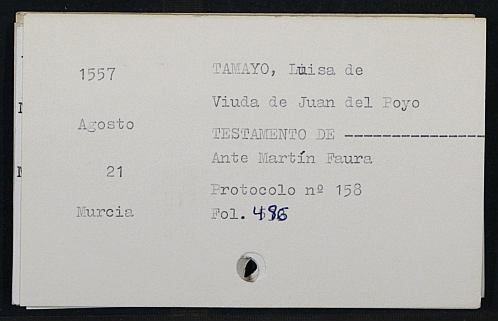 1557
Agosto
21
Murcia
TAMAYO, Luisa de
Viuda de Juan del Poyo
TESTAMENTO DE ----------------
Ante Martín Faura
Protocolo nº 158
Fol.